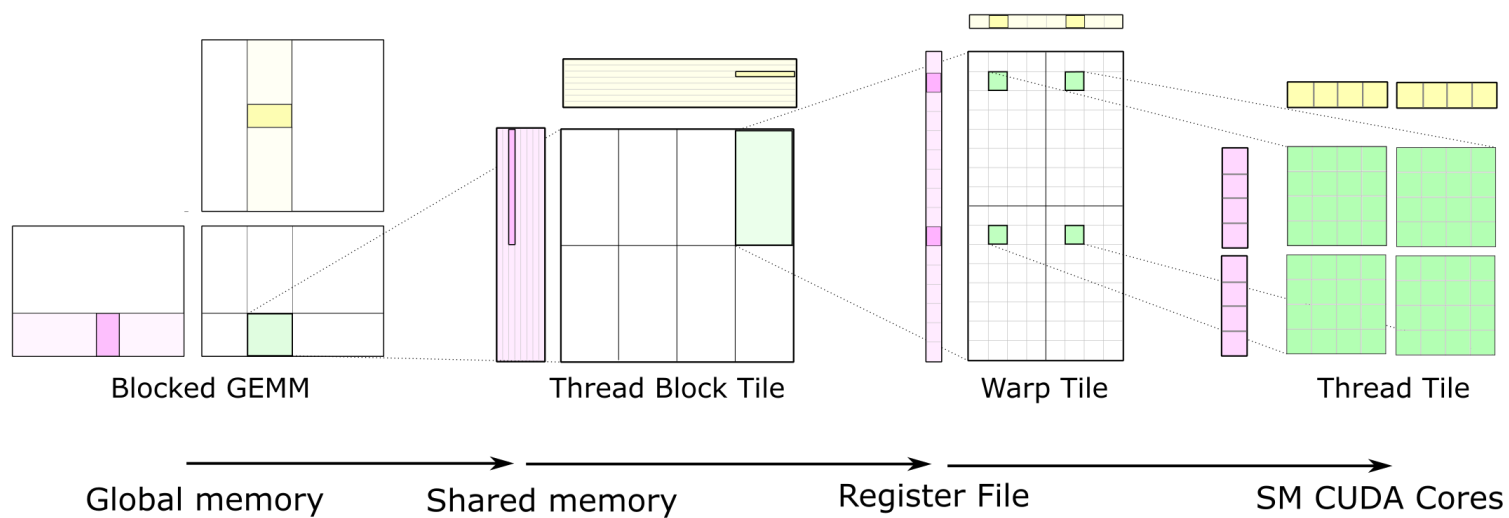 Blocked GEMM
Thread Block Tile
Warp Tile
Thread Tile
Global memory
Shared memory
Register File
SM CUDA Cores